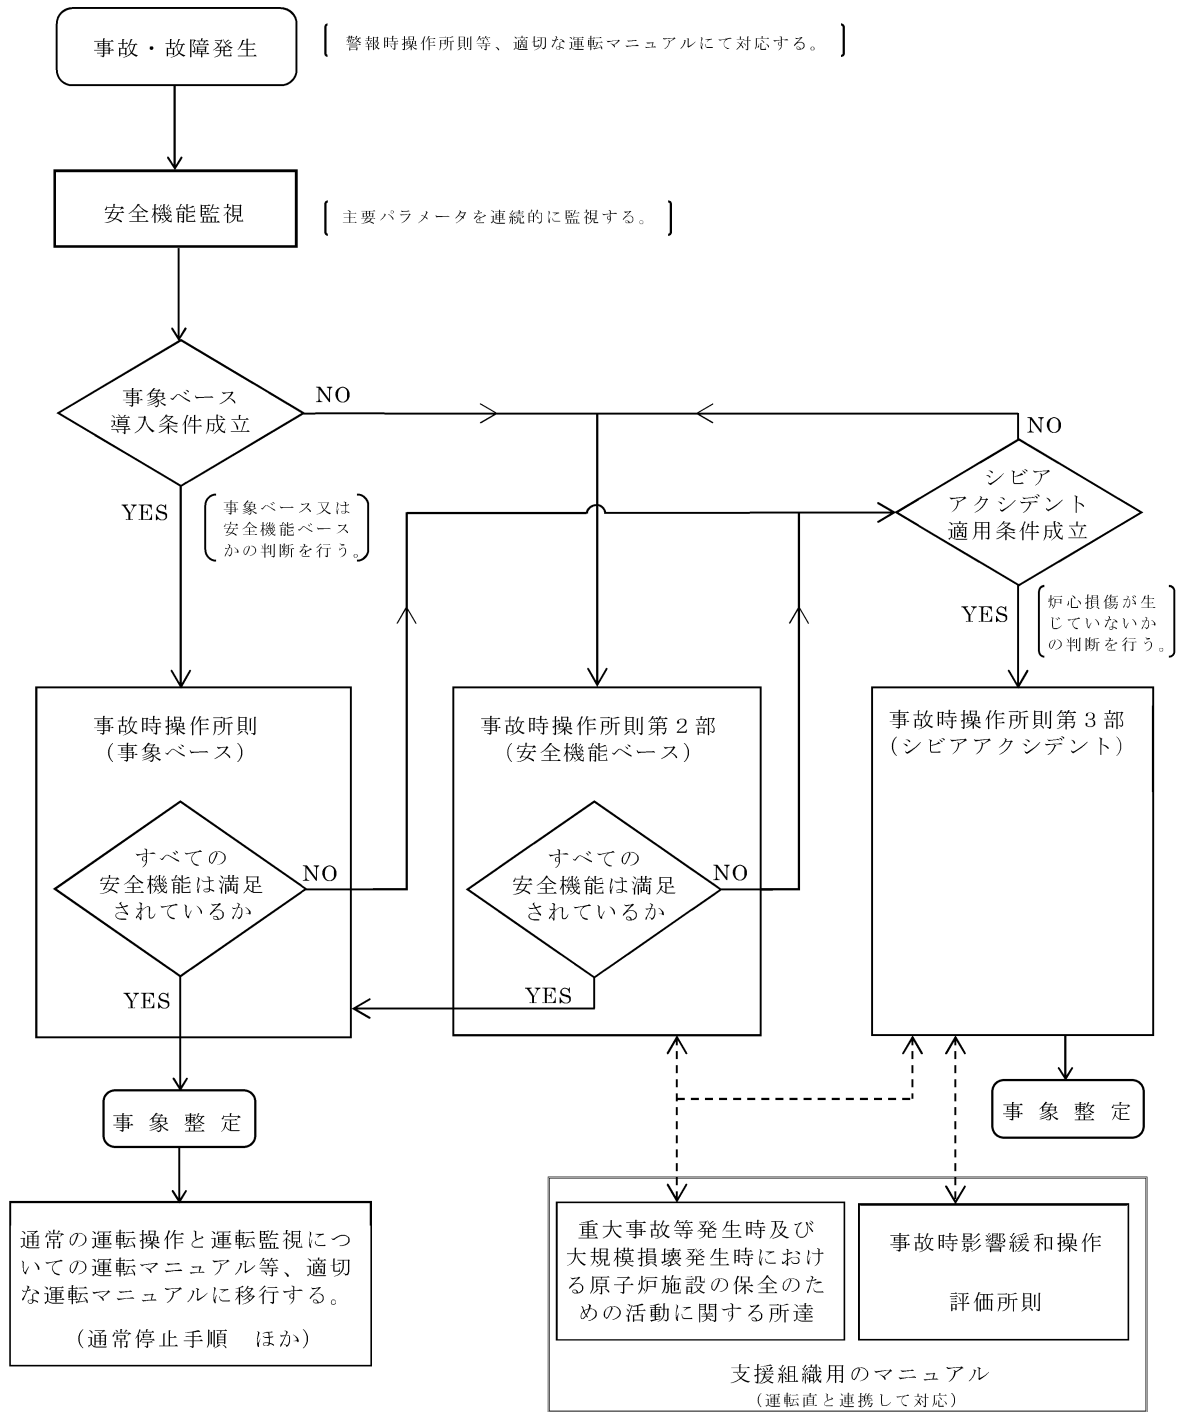 事故・故障発生
警報時操作所則等、適切な運転マニュアルにて対応する。
安全機能監視
主要パラメータを連続的に監視する。
事象ベース
導入条件成立
NO
YES
事象ベース又は
安全機能ベース
かの判断を行う。
NO
シビア
アクシデント
適用条件成立
YES
炉心損傷が生
じていないか
の判断を行う。
事故時操作所則
（事象ベース）
すべての
安全機能は満足
されているか
NO
YES
事故時操作所則第２部
（安全機能ベース）
すべての
安全機能は満足
されているか
NO
YES
事故時操作所則第３部
（シビアアクシデント）
事象整定
事象整定
通常の運転操作と運転監視につ
いての運転マニュアル等、適切
な運転マニュアルに移行する。
（通常停止手順　ほか）
重大事故等発生時及び
大規模損壊発生時におけ
る原子炉施設の保全のた
めの活動に関する所達
事故時影響緩和操作
評価所則
支援組織用のマニュアル
（運転直と連携して対応）